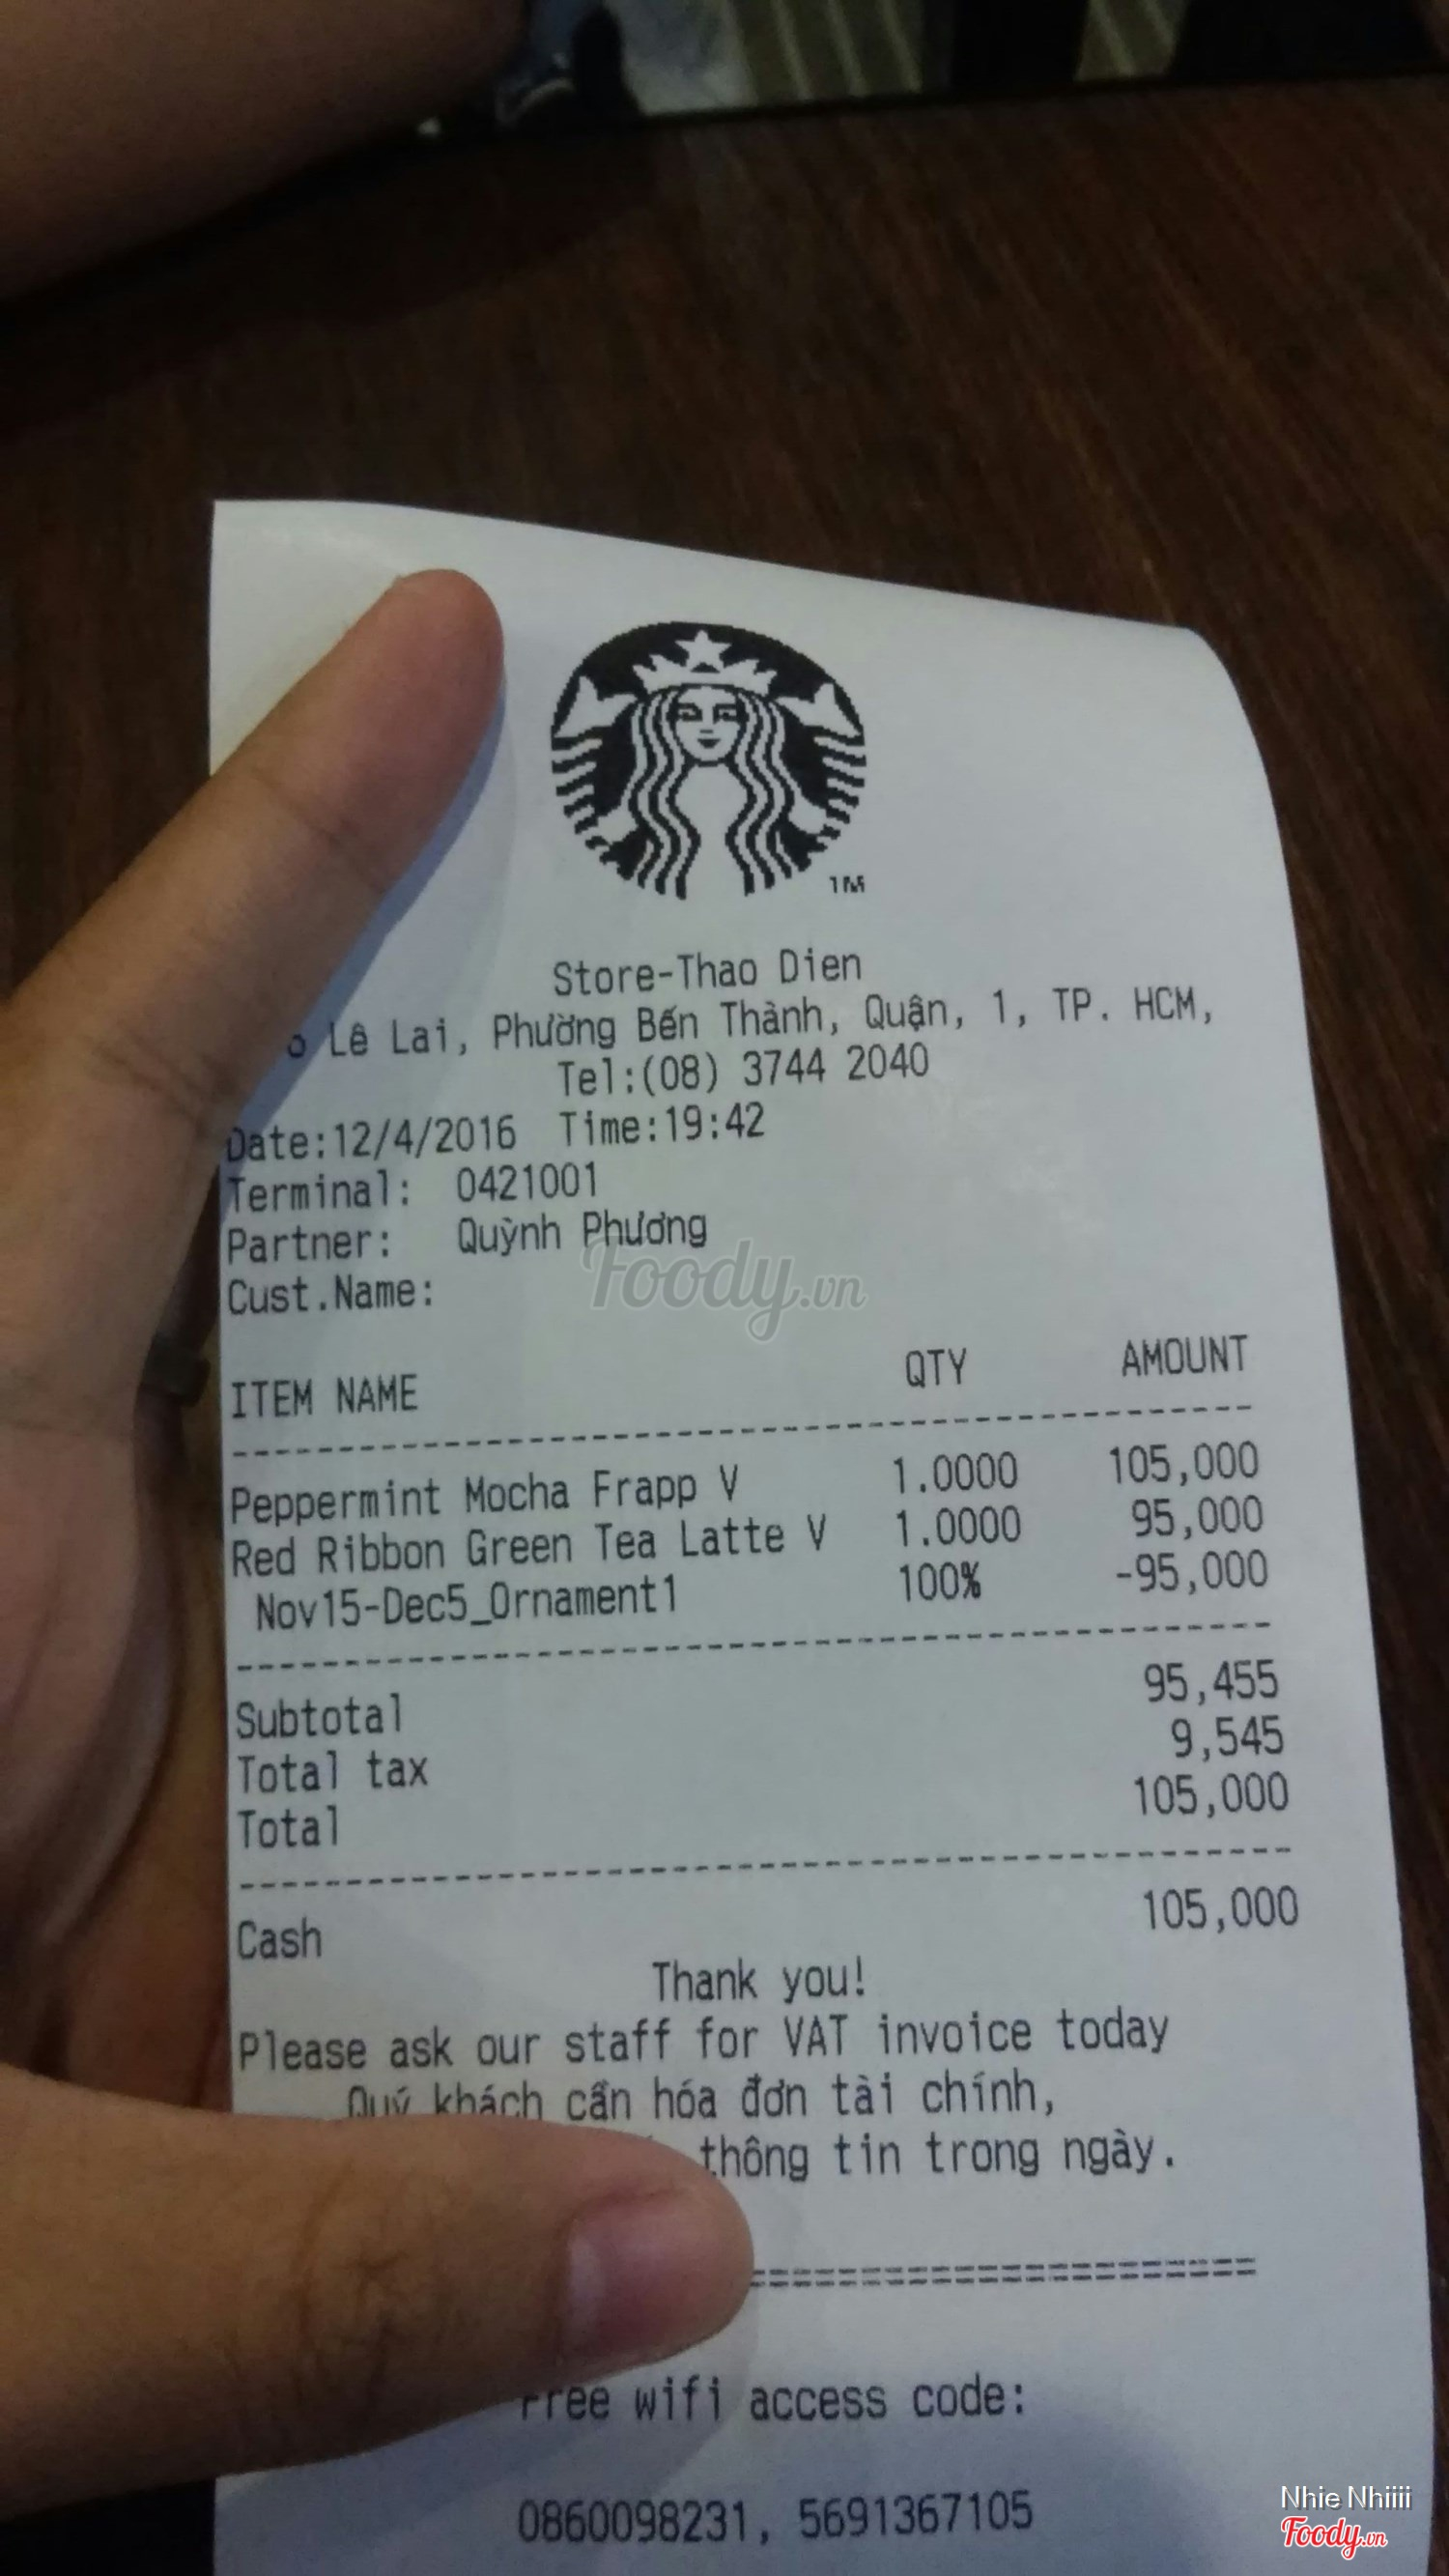 TM
Store-Thao Dien
Lê Lai, Phường Bến Thành, Quận, 1, TP. HCM,
Tel:(08) 3744 2040
Date:12/4/2016 Time:19:42
Terminal: 0421001
Partner: Quỳnh Phương
Cust.Name:
Foody.vn
ITEM NAME QTY AMOUNT
Peppermint Mocha Frapp V 1.0000 105,000
Red Ribbon Green Tea Latte V 1.0000 95,000
Nov15-Dec5_Ornament1 100% -95,000
Subtotal 95,455
Total tax 9,545
Total 105,000
Cash 105,000
Thank you!
Please ask our staff for VAT invoice today
Quý khách cần hóa đơn tài chính,
thông tin trong ngày.
Free wifi access code:
0860098231, 5691367105
Nhie Nhiiii
Foody.vn